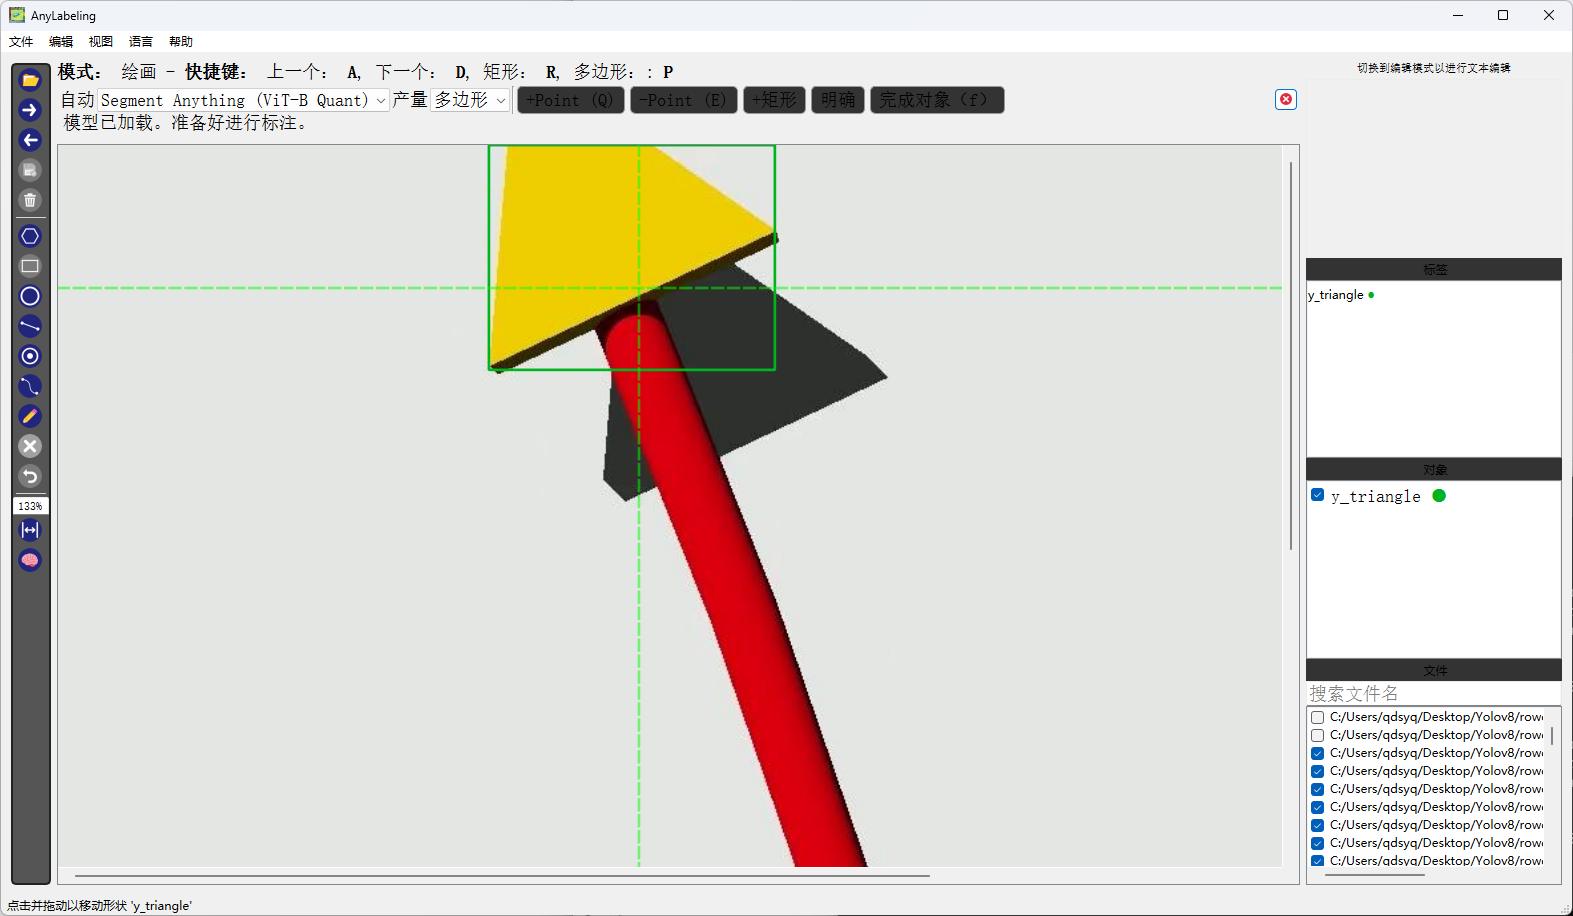 AnyLabeling
文件 编辑 视图 语言 帮助
模式： 绘画 - 快捷键： 上一个： A, 下一个： D, 矩形： R, 多边形：: P
切换到编辑模式以进行文本编辑
自动 Segment Anything (ViT-B Quant) 产量 多边形 +Point (Q) -Point (E) +矩形 明确 完成对象（f）
模型已加载。准备好进行标注。
标签
y_triangle
对象
y_triangle
133%
文件
搜索文件名
C:/Users/qdsyq/Desktop/Yolov8/row
C:/Users/qdsyq/Desktop/Yolov8/row
C:/Users/qdsyq/Desktop/Yolov8/row
C:/Users/qdsyq/Desktop/Yolov8/row
C:/Users/qdsyq/Desktop/Yolov8/row
C:/Users/qdsyq/Desktop/Yolov8/row
C:/Users/qdsyq/Desktop/Yolov8/row
C:/Users/qdsyq/Desktop/Yolov8/row
C:/Users/qdsyq/Desktop/Yolov8/row
点击并拖动以移动形状 'y_triangle'